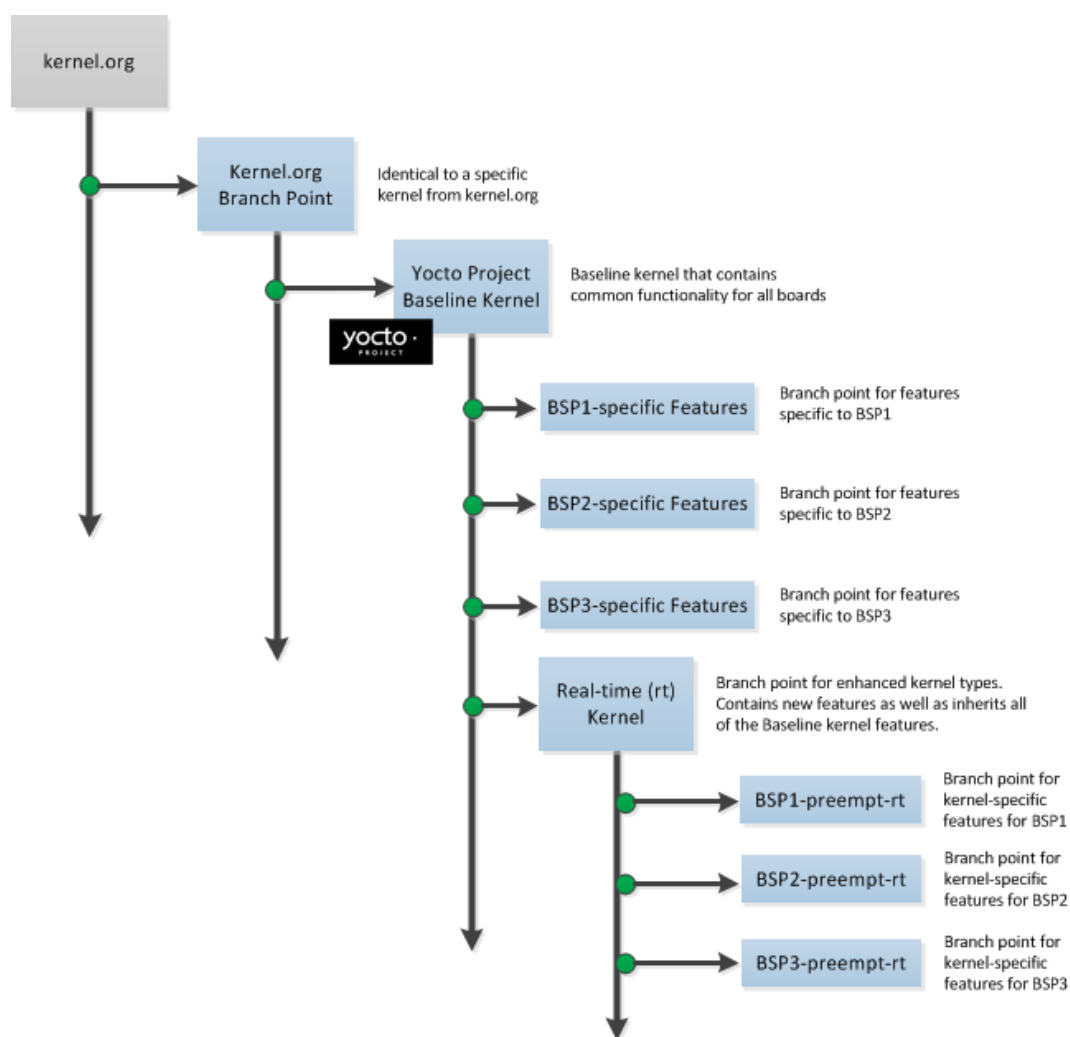 kernel.org
Kernel.org
Branch Point
Identical to a specific
kernel from kernel.org
Yocto Project
Baseline Kernel
Baseline kernel that contains
common functionality for all boards
yocto ·
PROJECT
BSP1-specific Features
Branch point for features
specific to BSP1
BSP2-specific Features
Branch point for features
specific to BSP2
BSP3-specific Features
Branch point for features
specific to BSP3
Real-time (rt)
Kernel
Branch point for enhanced kernel types.
Contains new features as well as inherits all
of the Baseline kernel features.
BSP1-preempt-rt
Branch point for
kernel-specific
features for BSP1
BSP2-preempt-rt
Branch point for
kernel-specific
features for BSP2
BSP3-preempt-rt
Branch point for
kernel-specific
features for BSP3